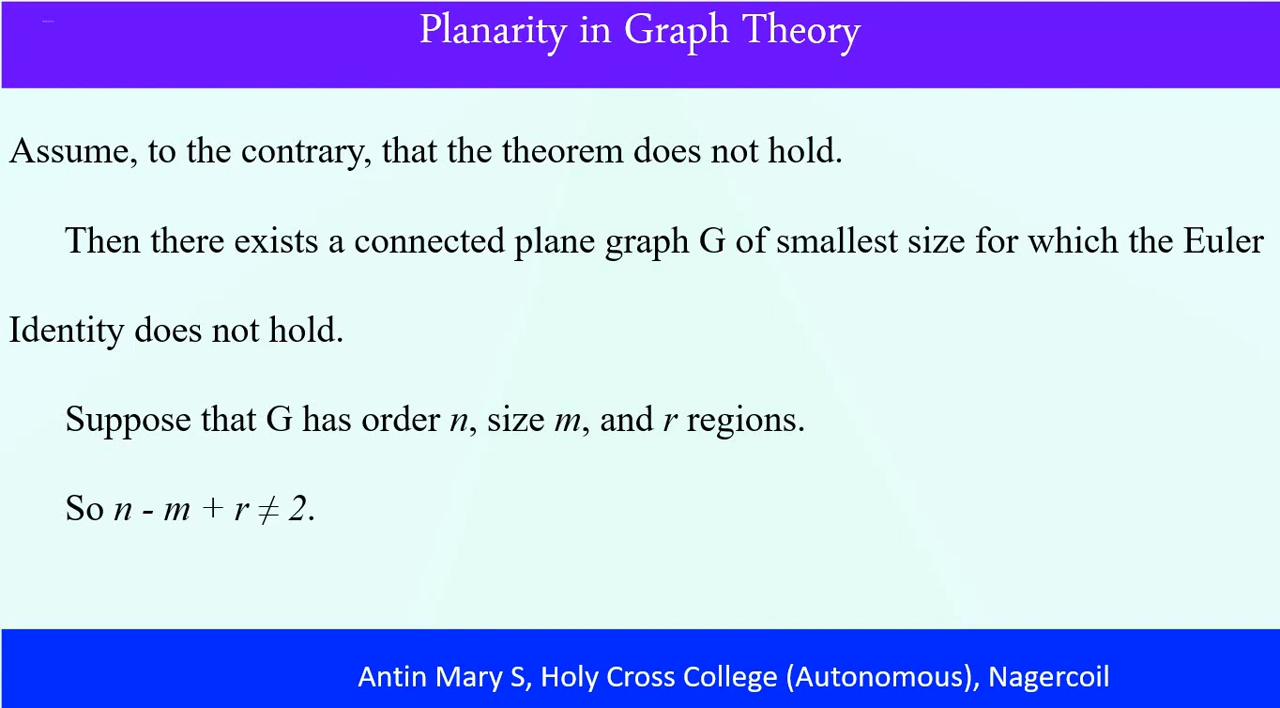 Planarity in Graph Theory
Assume, to the contrary, that the theorem does not hold.
Then there exists a connected plane graph G of smallest size for which the Euler
Identity does not hold.
Suppose that G has order n, size m, and r regions.
So n - m + r ≠ 2.
Antin Mary S, Holy Cross College (Autonomous), Nagercoil